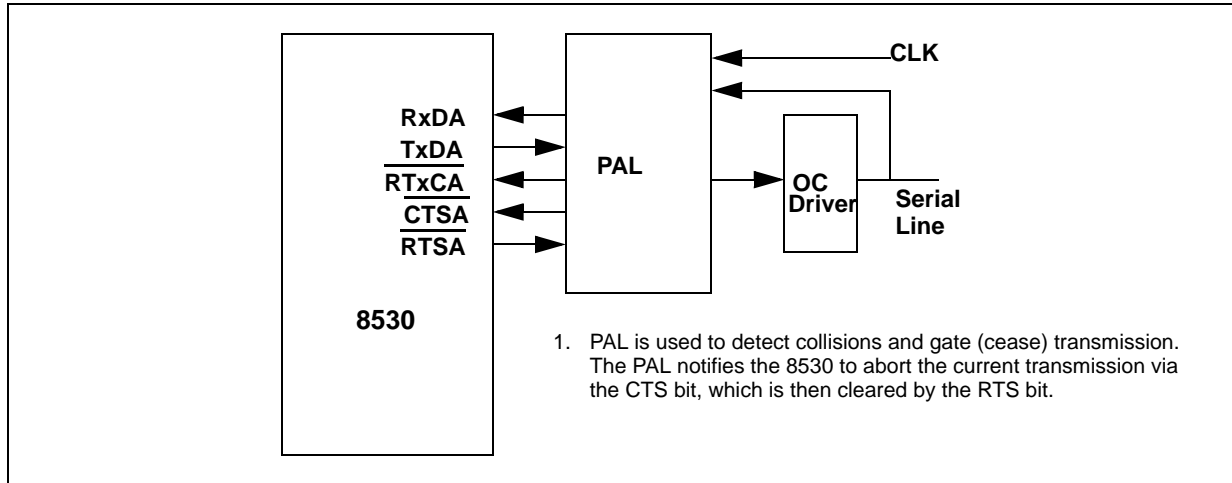 CLK
RxDA
TxDA
RTxCA
CTSA
RTSA
PAL
OC
Driver
Serial
Line
8530
1. PAL is used to detect collisions and gate (cease) transmission.
The PAL notifies the 8530 to abort the current transmission via
the CTS bit, which is then cleared by the RTS bit.